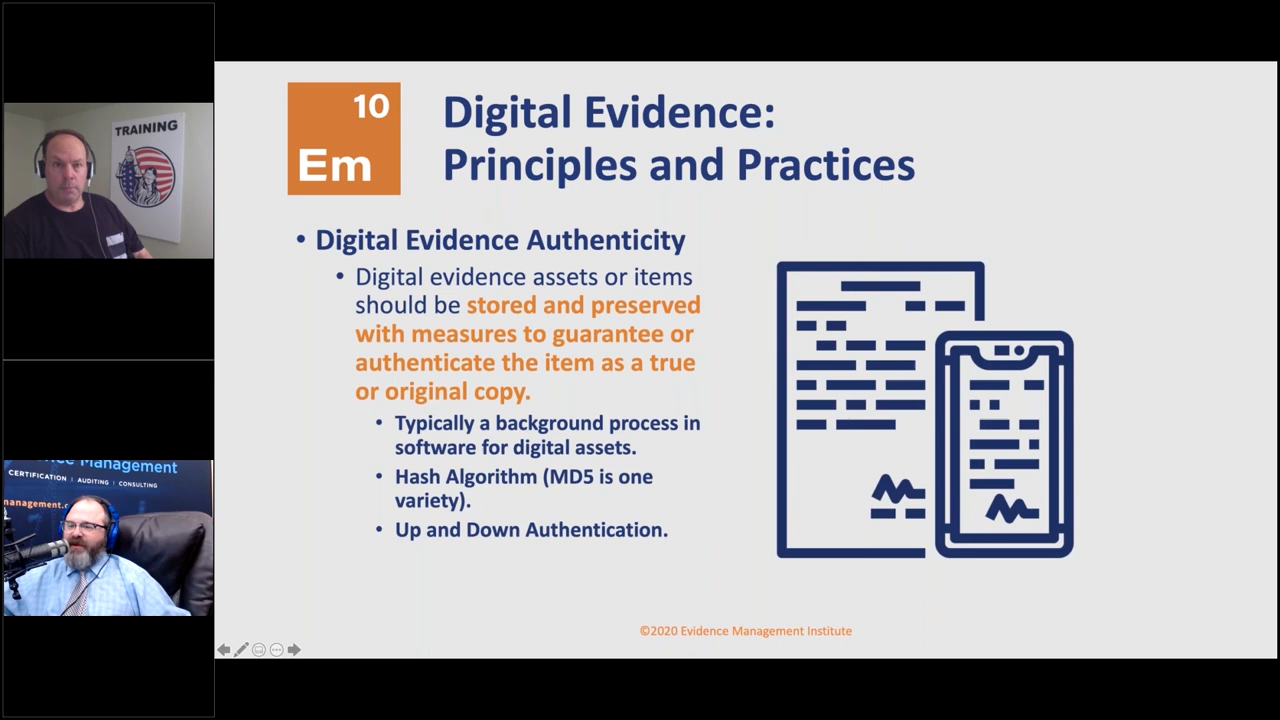 TRAINING
ence Management
CERTIFICATION | AUDITING | CONSULTING
management.c
10
Em
Digital Evidence:
Principles and Practices
• Digital Evidence Authenticity
• Digital evidence assets or items
should be stored and preserved
with measures to guarantee or
authenticate the item as a true
or original copy.
• Typically a background process in
software for digital assets.
• Hash Algorithm (MD5 is one
variety).
• Up and Down Authentication.
©2020 Evidence Management Institute